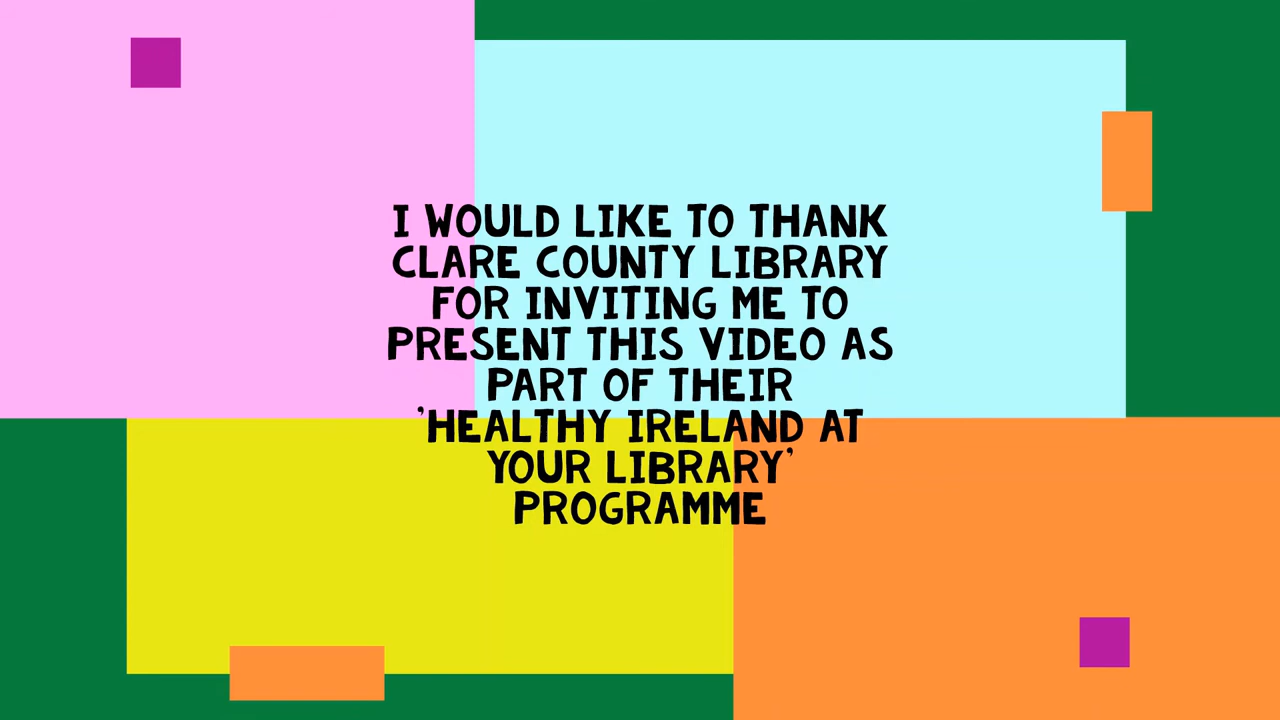 I WOULD LIKE TO THANK
CLARE COUNTY LIBRARY
FOR INVITING ME TO
PRESENT THIS VIDEO AS
PART OF THEIR
'HEALTHY IRELAND AT
YOUR LIBRARY'
PROGRAMME